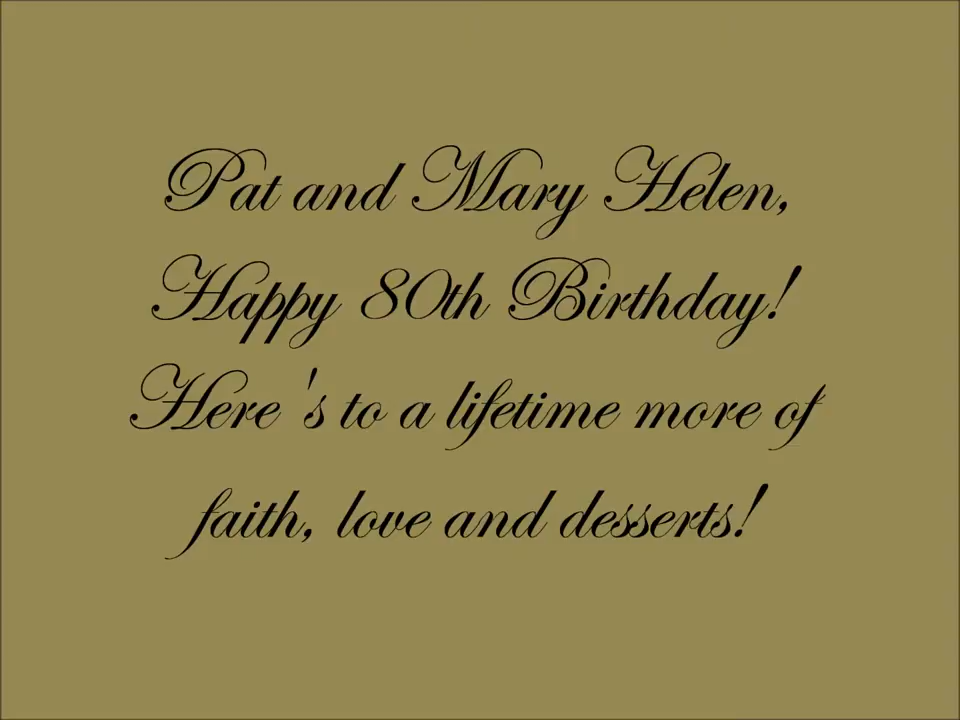 Pat and Mary Helen,
Happy 80th Birthday!
Here's to a lifetime more of
faith, love and desserts!